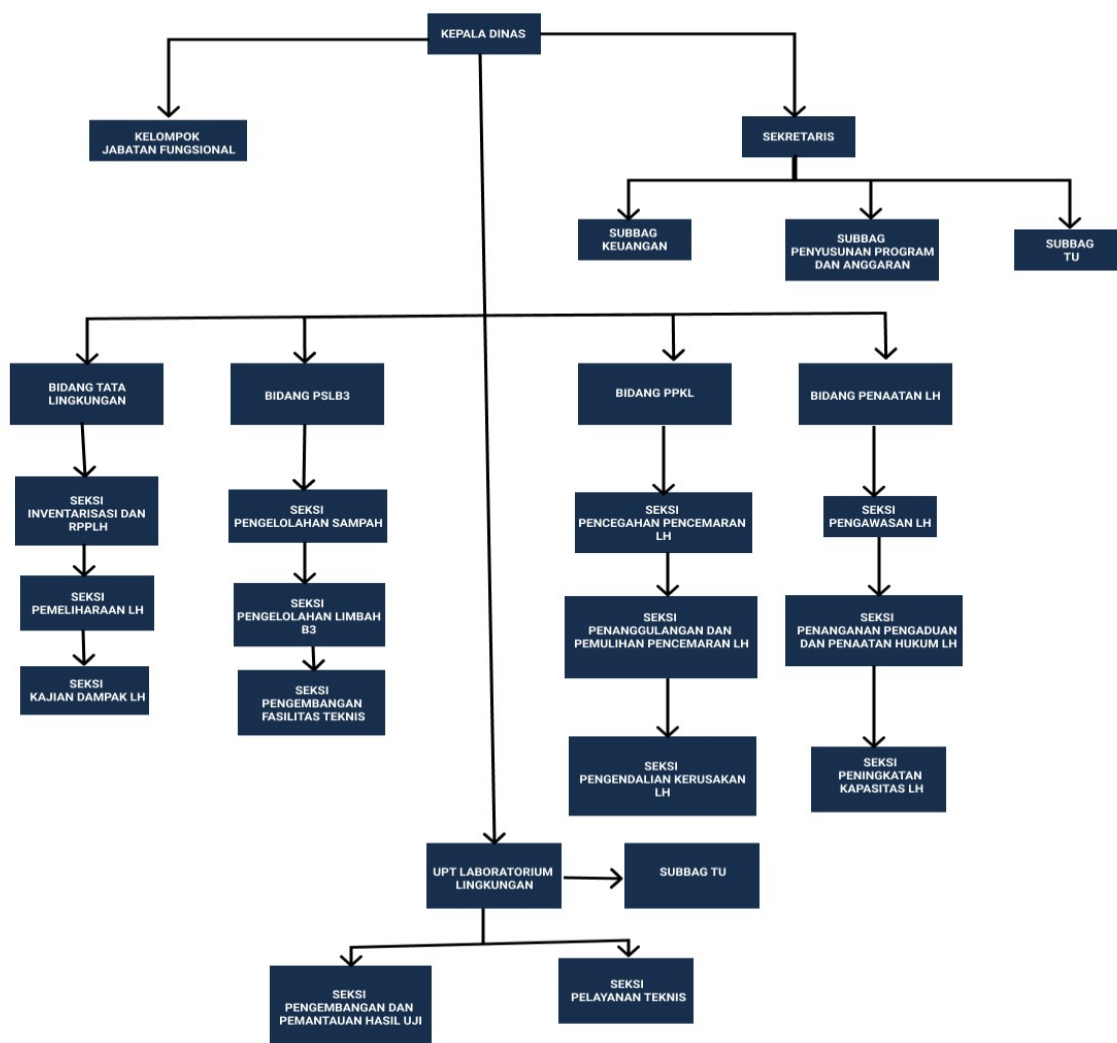 KEPALA DINAS
KELOMPOK
JABATAN FUNGSIONAL
SEKRETARIS
SUBBAG
KEUANGAN
SUBBAG
PENYUSUNAN PROGRAM
DAN ANGGARAN
SUBBAG
TU
BIDANG TATA
LINGKUNGAN
BIDANG PSLB3
BIDANG PPKL
BIDANG PENAATAN LH
SEKSI
INVENTARISASI DAN
RPPLH
SEKSI
PENGELOLAHAN SAMPAH
SEKSI
PENCEGAHAN PENCEMARAN
LH
SEKSI
PENGAWASAN LH
SEKSI
PEMELIHARAAN LH
SEKSI
PENGELOLAHAN LIMBAH
B3
SEKSI
PENANGGULANGAN DAN
PEMULIHAN PENCEMARAN LH
SEKSI
PENANGANAN PENGADUAN
DAN PENAATAN HUKUM LH
SEKSI
KAJIAN DAMPAK LH
SEKSI
PENGEMBANGAN
FASILITAS TEKNIS
SEKSI
PENGENDALIAN KERUSAKAN
LH
SEKSI
PENINGKATAN
KAPASITAS LH
UPT LABORATORIUM
LINGKUNGAN
SUBBAG TU
SEKSI
PENGEMBANGAN DAN
PEMANTAUAN HASIL UJI
SEKSI
PELAYANAN TEKNIS